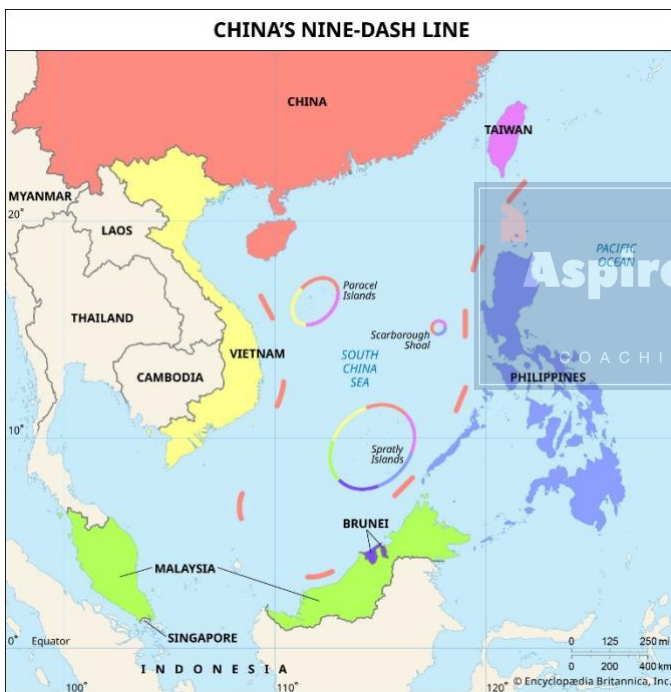 CHINA'S NINE-DASH LINE
CHINA
TAIWAN
MYANMAR
20°
LAOS
PACIFIC
OCEAN
Aspire
Paracel
Islands
THAILAND
Scarborough
Shoal
VIETNAM
SOUTH
CHINA
SEA
COACHI
CAMBODIA
PHILIPPINES
10°
Spratly
Islands
BRUNEI
MALAYSIA
SINGAPORE
0°
Equator
0 125 250 mi
0 200 400 km
INDONESIA
100°
110°
120°
© Encyclopædia Britannica, Inc.